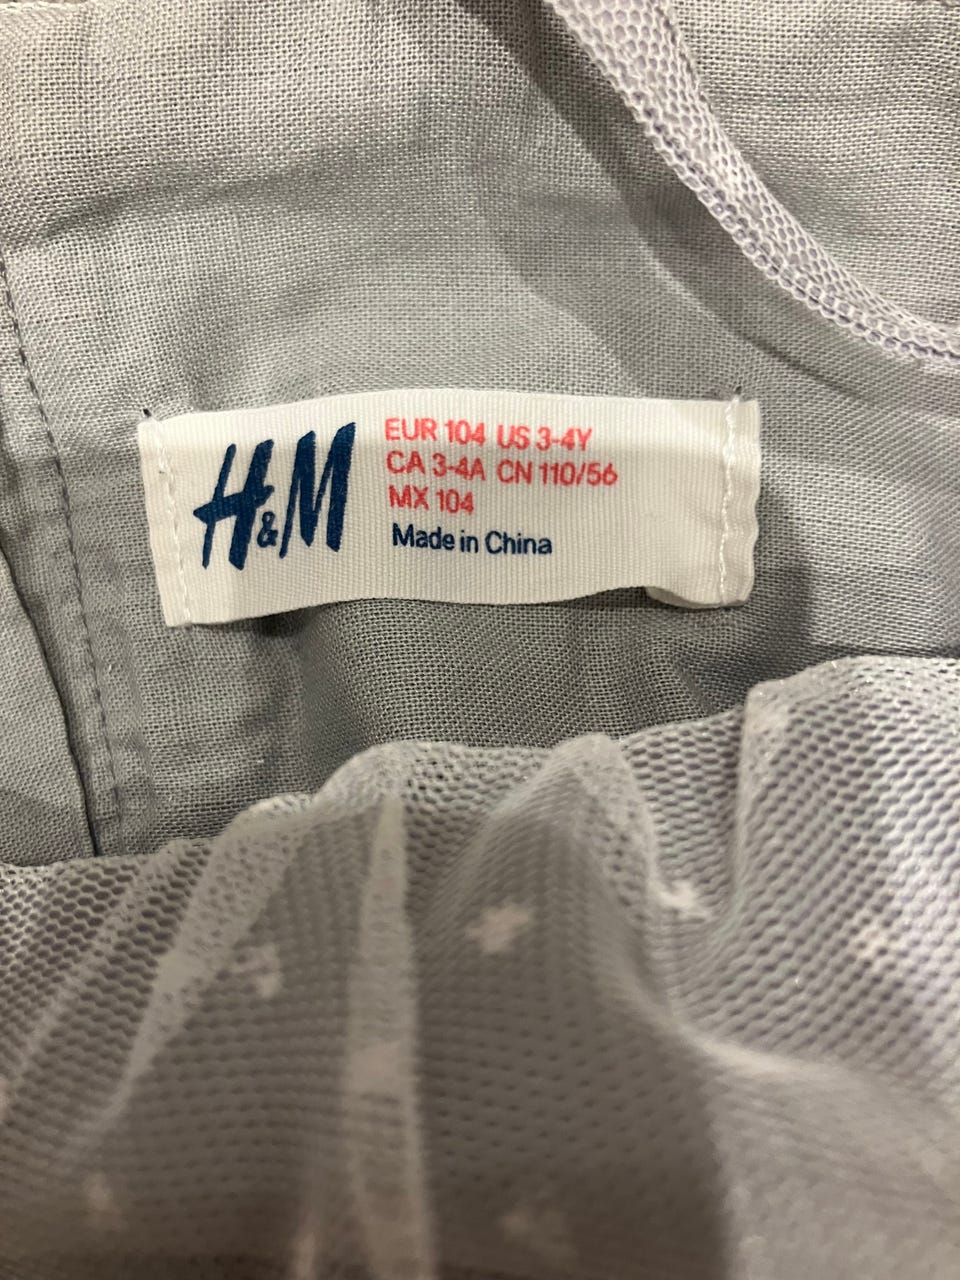 H&M
EUR 104 US 3-4Y
CA 3-4A CN 110/56
MX 104
Made in China